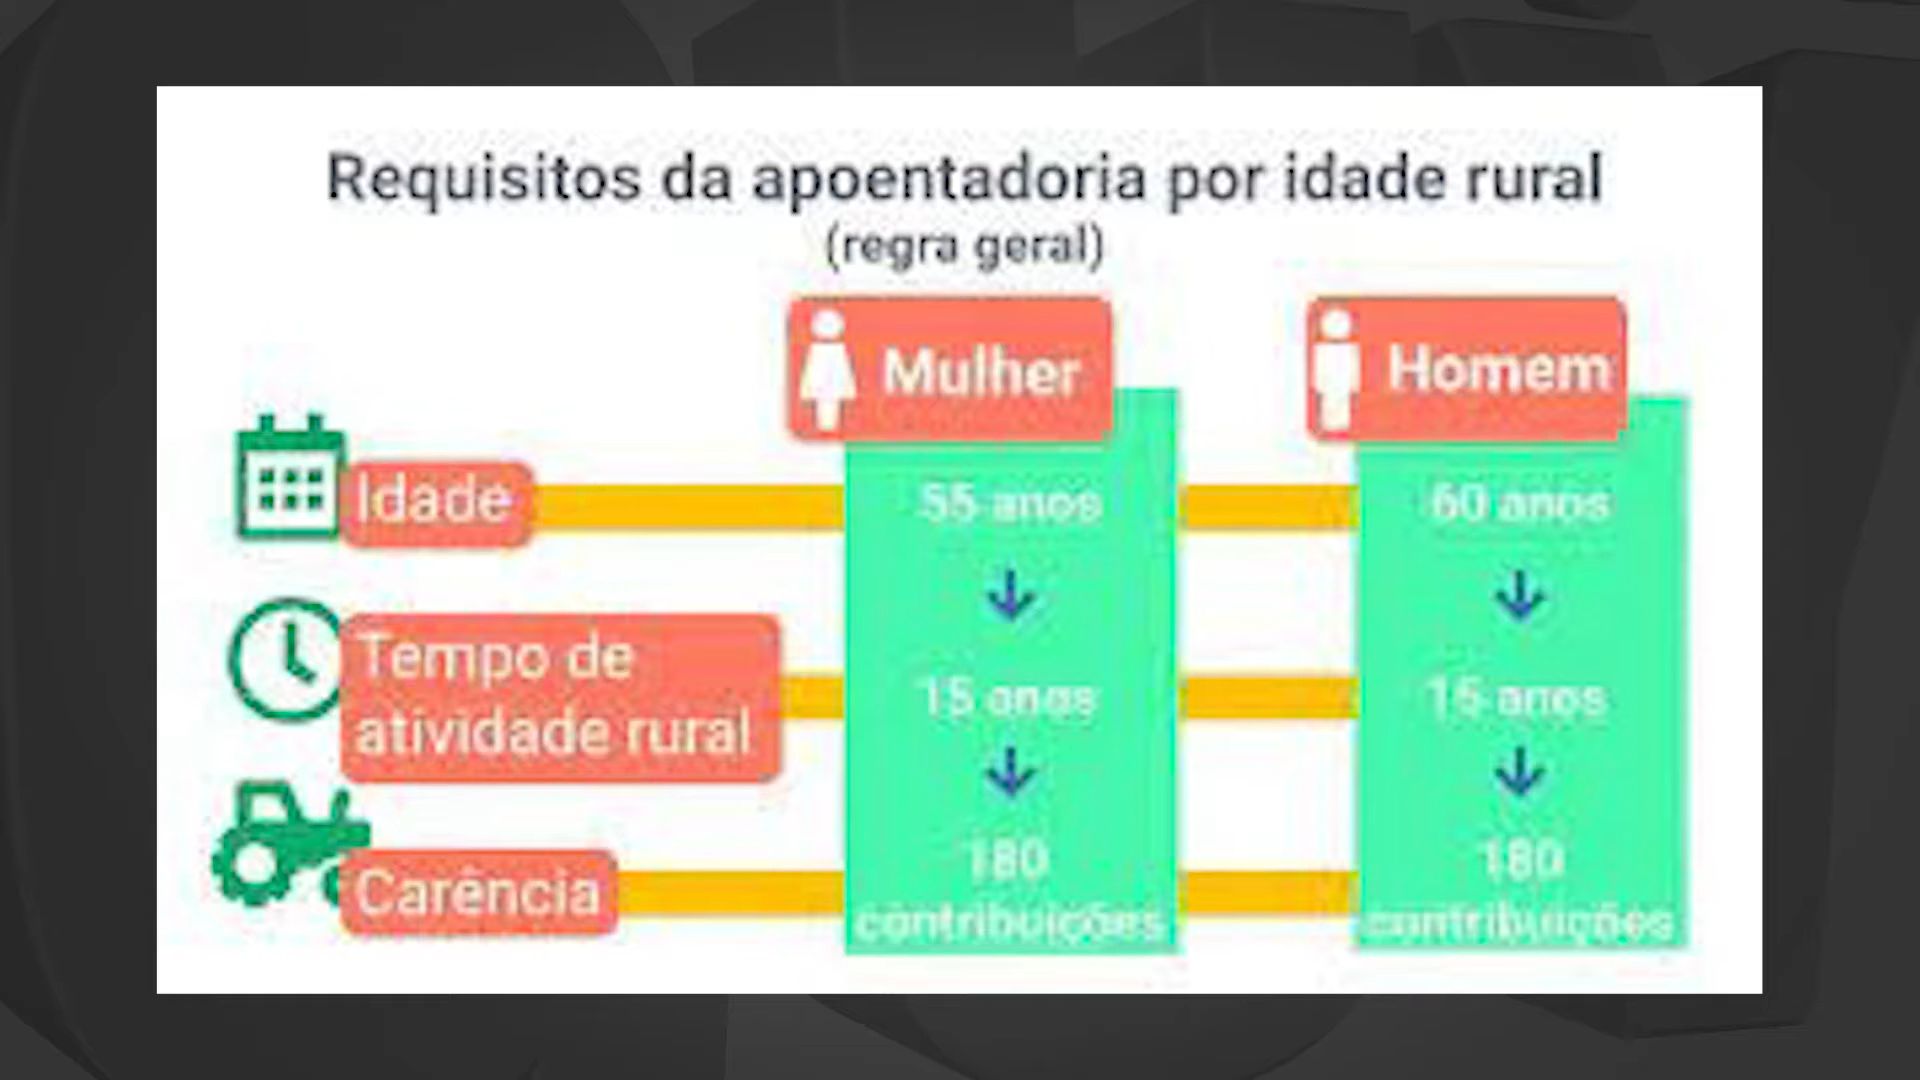 Requisitos da apoentadoria por idade rural
(regra geral)
Mulher
Homem
Idade
55 anos
60 anos
Tempo de
atividade rural
15 anos
15 anos
Carência
180
contribuições
180
contribuições